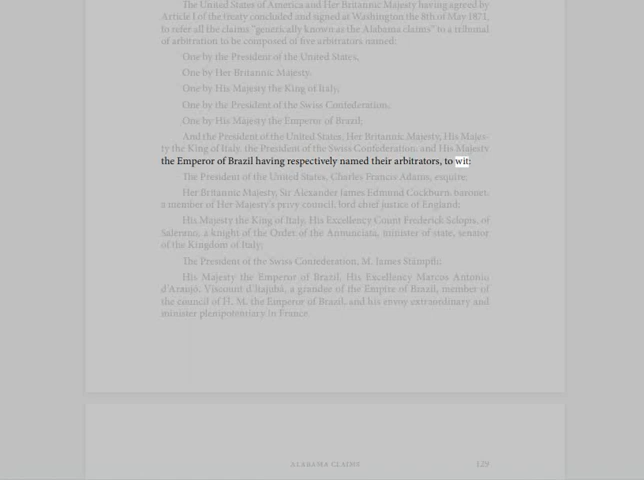 The United States of America and Her Britannic Majesty having agreed by
Article I of the treaty concluded and signed at Washington the 8th of May 1871,
to refer all the claims "generically known as the Alabama claims" to a tribunal
of arbitration to be composed of five arbitrators named:
One by the President of the United States,
One by Her Britannic Majesty,
One by His Majesty the King of Italy,
One by the President of the Swiss Confederation,
One by His Majesty the Emperor of Brazil;
And the President of the United States, Her Britannic Majesty, His Majes-
ty the King of Italy, the President of the Swiss Confederation, and His Majesty
the Emperor of Brazil having respectively named their arbitrators, to wit:
The President of the United States, Charles Francis Adams, esquire;
Her Britannic Majesty, Sir Alexander James Edmund Cockburn, baronet,
a member of Her Majesty's privy council, lord chief justice of England;
His Majesty the King of Italy, His Excellency Count Frederick Sclopis, of
Salerano, a knight of the Order of the Annunciata, minister of state, senator
of the Kingdom of Italy;
The President of the Swiss Confederation, M. James Stämpfli;
His Majesty the Emperor of Brazil, His Excellency Marcos Antonio
d'Araujó, Viscount d'Itajubá, a grandee of the Empire of Brazil, member of
the council of H. M. the Emperor of Brazil, and his envoy extraordinary and
minister plenipotentiary in France.
ALABAMA CLAIMS 129